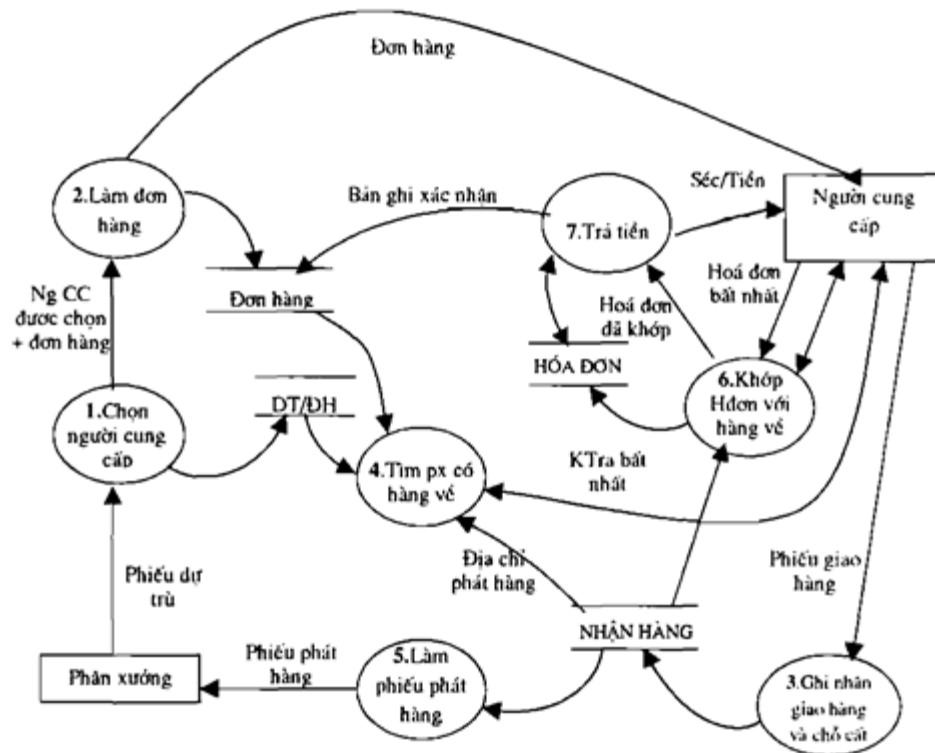 Đơn hàng
2.Làm đơn
hàng
Bản ghi xác nhận
7.Trả tiền
Séc/Tiền
Người cung
cấp
Ng CC
được chọn
+ đơn hàng
Đơn hàng
Hoá đơn
đã khớp
Hoá đơn
bất nhất
HÓA ĐƠN
6.Khớp
Hđơn với
hàng về
1.Chọn
người cung
cấp
DT/ĐH
4.Tìm px có
hàng về
KTra bất
nhất
Địa chỉ
phát hàng
Phiếu giao
hàng
Phiếu dự
trù
NHẬN HÀNG
Phân xưởng
Phiếu phát
hàng
5.Làm
phiếu phát
hàng
3.Ghi nhận
giao hàng
và chỗ cất